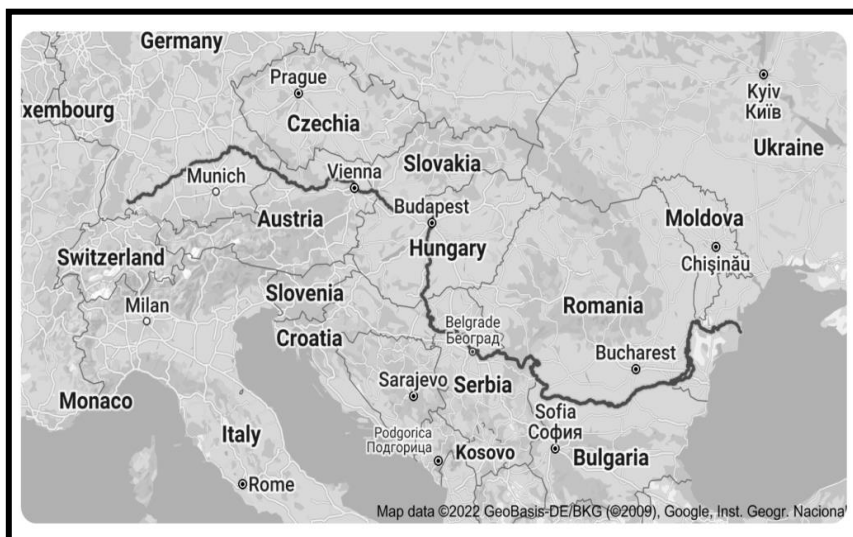 Germany
Prague
Czechia
xembourg
Kyiv
Київ
Ukraine
Slovakia
Munich
Vienna
Austria
Budapest
Hungary
Moldova
Chișinău
Switzerland
Slovenia
Milan
Croatia
Romania
Belgrade
Београд
Bucharest
Sarajevo
Serbia
Monaco
Sofia
София
Italy
Podgorica
Подгорица
Kosovo
Bulgaria
Rome
Map data ©2022 GeoBasis-DE/BKG (©2009), Google, Inst. Geogr. Nacional